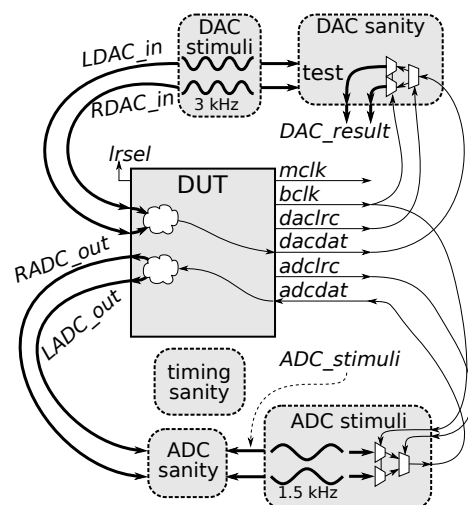 DAC
stimuli
3 kHz
DAC sanity
test
DAC_result
LDAC_in
RDAC_in
lrsel
DUT
mclk
bclk
daclrc
dacdat
adclrc
adcdat
RADC_out
LADC_out
timing
sanity
ADC_stimuli
ADC
sanity
ADC stimuli
1.5 kHz